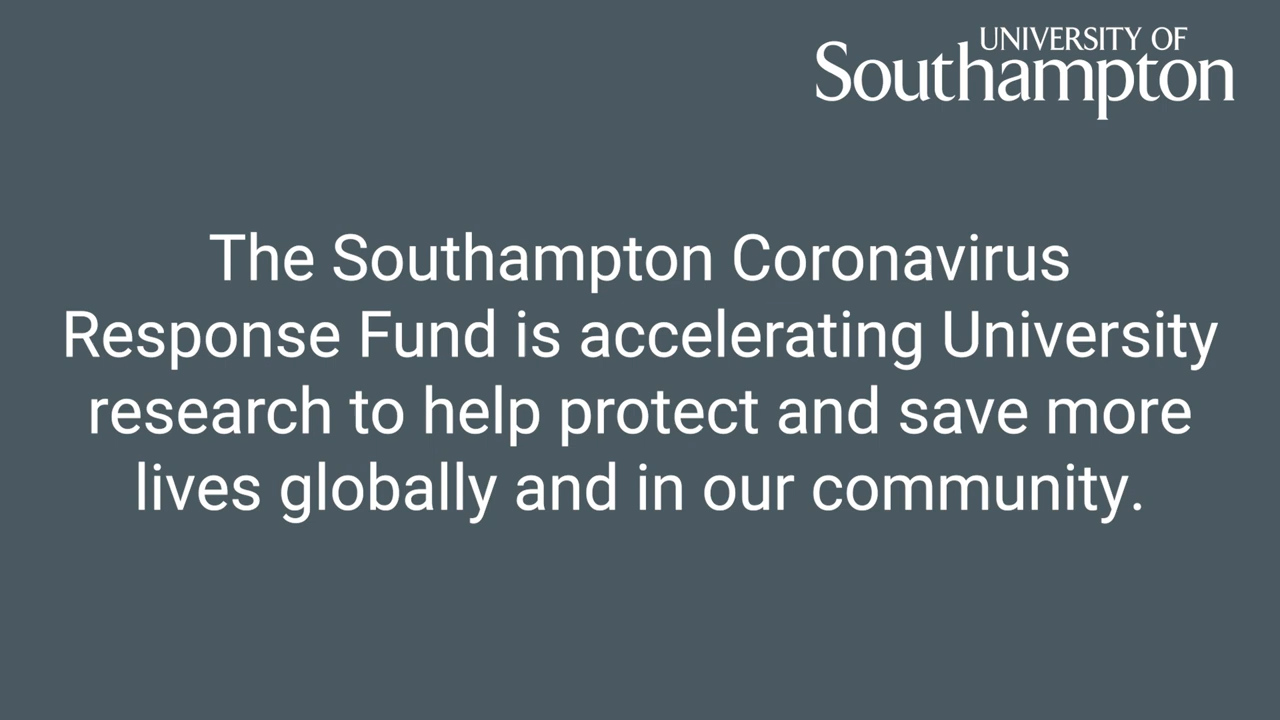 UNIVERSITY OF
Southampton
The Southampton Coronavirus
Response Fund is accelerating University
research to help protect and save more
lives globally and in our community.